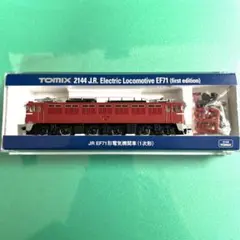 TOMIX 2144 J.R. Electric Locomotive EF71 (first edition)
JR EF71形電気機関車(1次形)
TOMIX